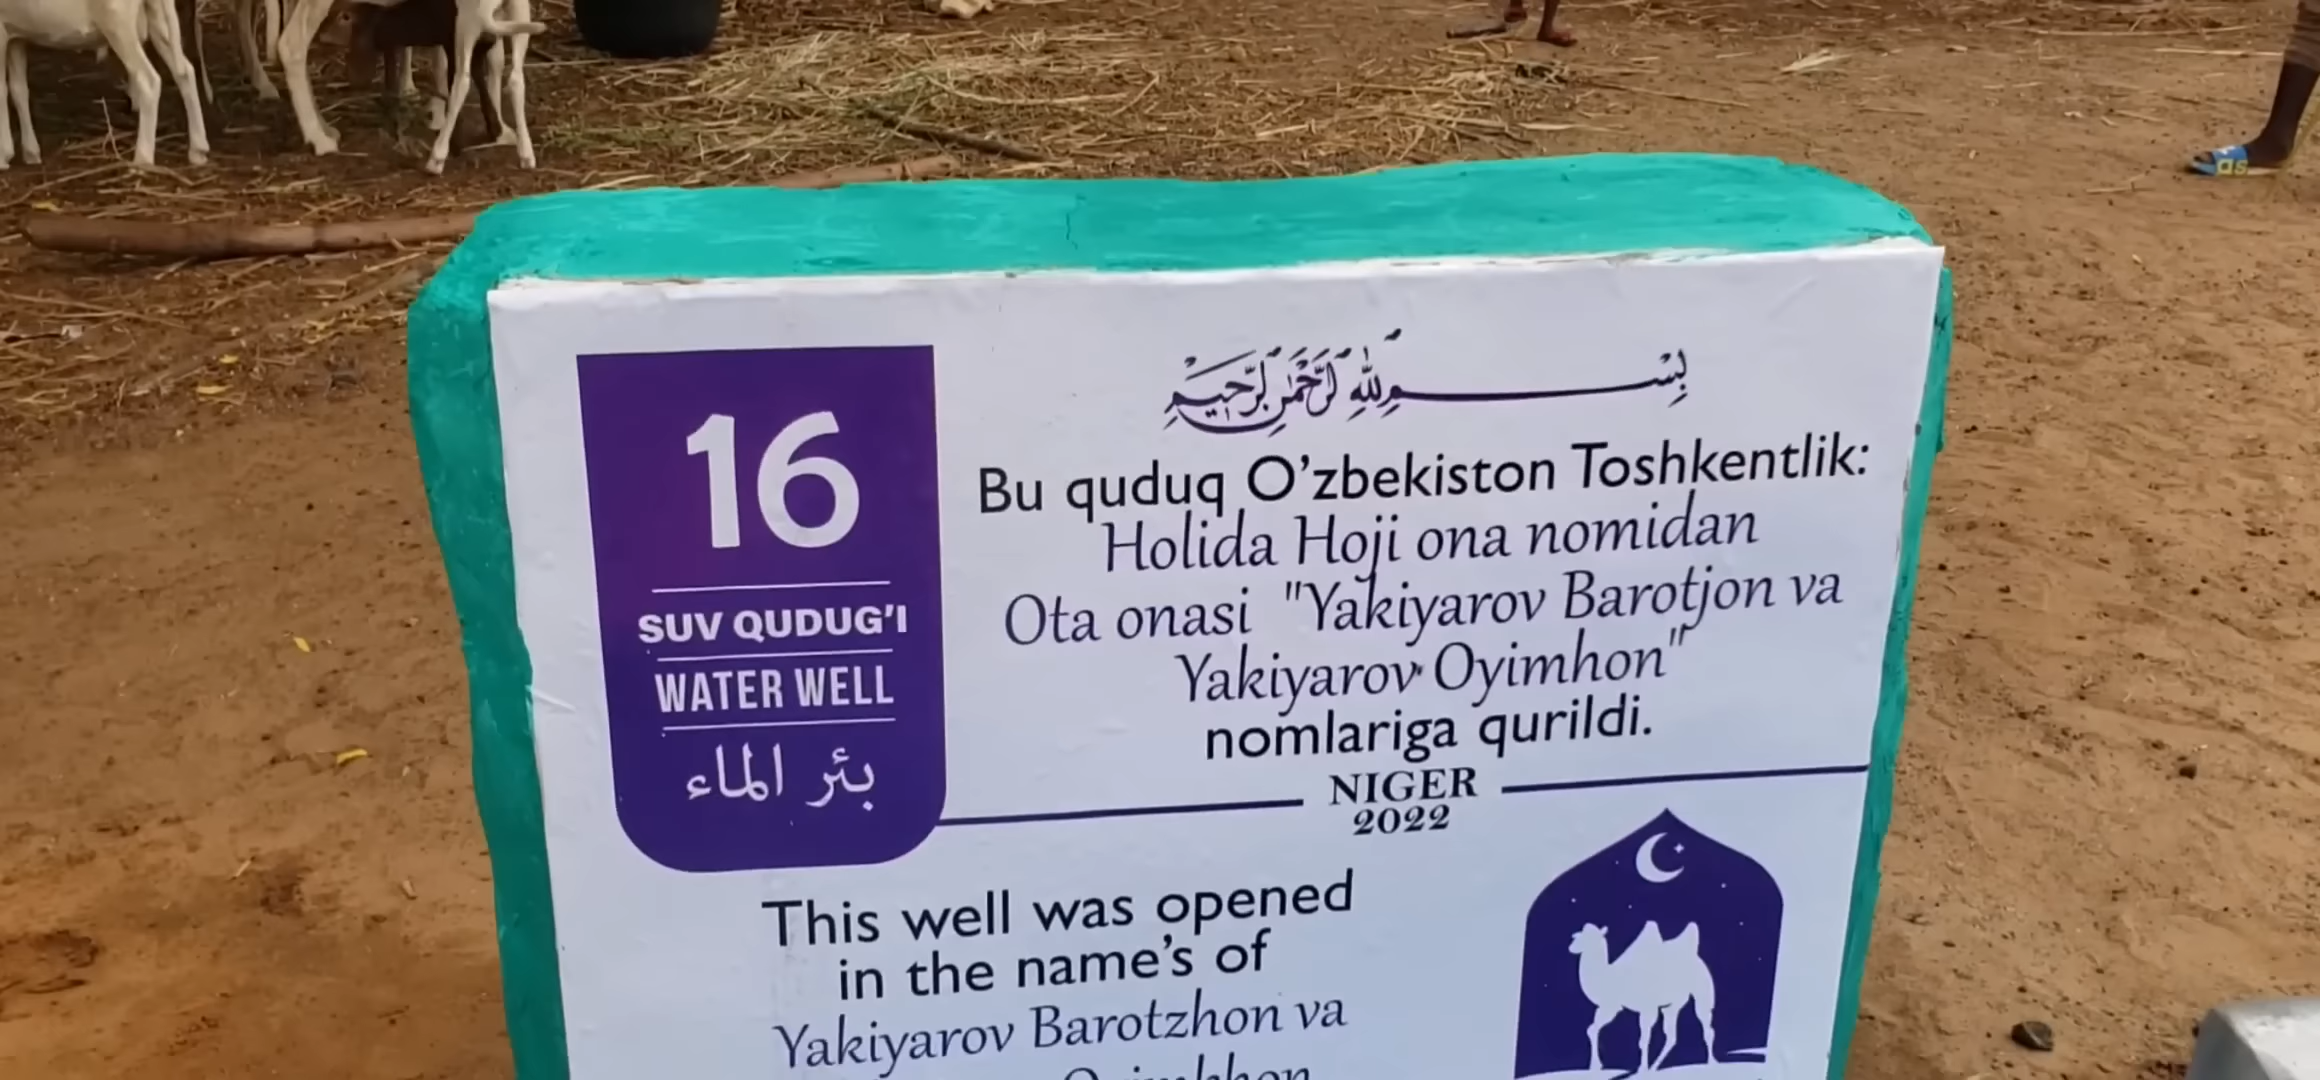 16
SUV QUDUG'I
WATER WELL
بئر الماء
بِسْــــــمِ اللهِ الرَّحْمٰنِ الرَّحِيْمِ
Bu quduq O'zbekiston Toshkentlik:
Holida Hoji ona nomidan
Ota onasi "Yakiyarov Barotjon va
Yakiyarov Oyimhon"
nomlariga qurildi.
NIGER
2022
This well was opened
in the name's of
Yakiyarov Barotzhon va